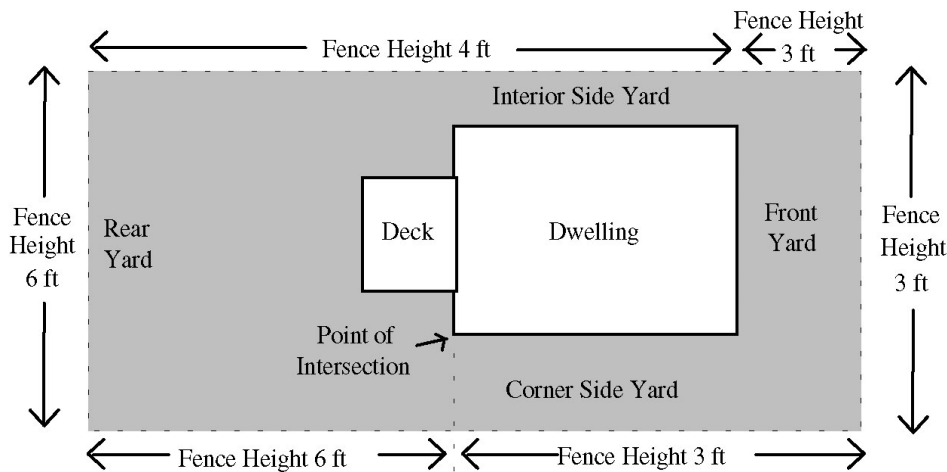 Fence Height
3 ft
Fence Height 4 ft
Interior Side Yard
Fence
Height
6 ft
Rear
Yard
Deck
Dwelling
Front
Yard
Fence
Height
3 ft
Point of
Intersection
Corner Side Yard
Fence Height 6 ft
Fence Height 3 ft